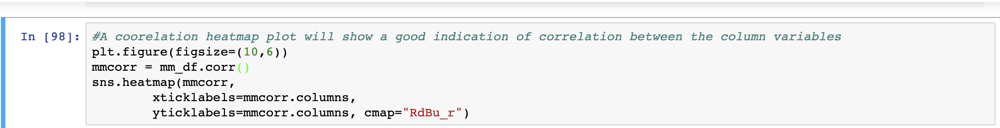 In [98]:
#A coorelation heatmap plot will show a good indication of correlation between the column variables
plt.figure(figsize=(10,6))
mmcorr = mm_df.corr()
sns.heatmap(mmcorr,
        xticklabels=mmcorr.columns,
        yticklabels=mmcorr.columns, cmap="RdBu_r")